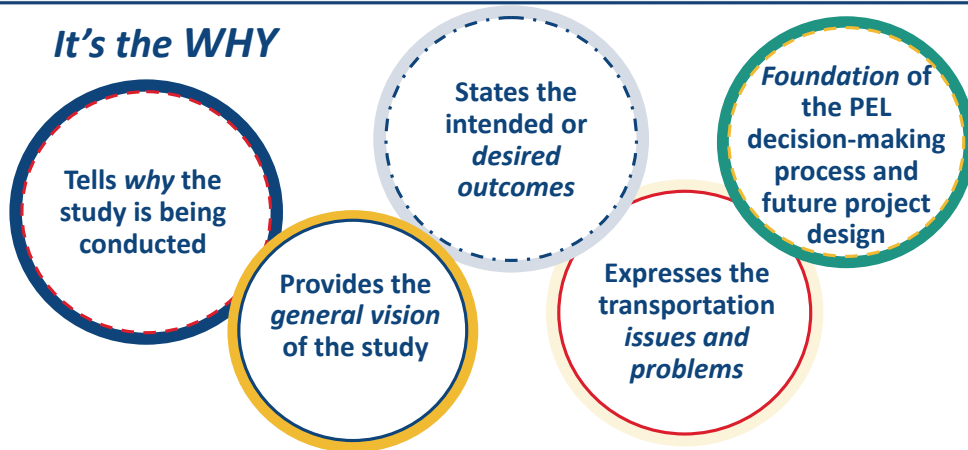 It’s the WHY
Tells why the
study is being
conducted
Provides the
general vision
of the study
States the
intended or
desired
outcomes
Expresses the
transportation
issues and
problems
Foundation of
the PEL
decision-making
process and
future project
design